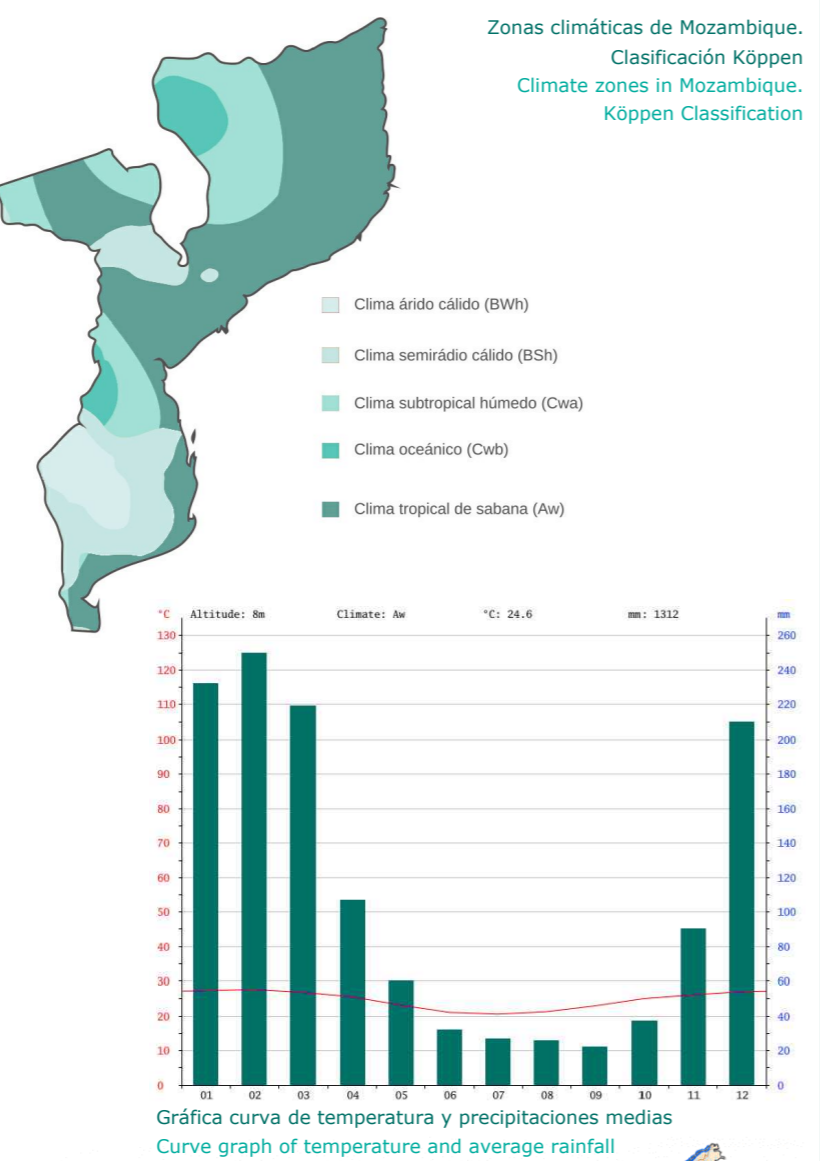 Zonas climáticas de Mozambique.
Clasificación Köppen
Climate zones in Mozambique.
Köppen Classification
Clima árido cálido (BWh)
Clima semirádio cálido (BSh)
Clima subtropical húmedo (Cwa)
Clima oceánico (Cwb)
Clima tropical de sabana (Aw)
°C Altitude: 8m Climate: Aw °C: 24.6 mm: 1312 mm
130 260
120 240
110 220
100 200
90 180
80 160
70 140
60 120
50 100
40 80
30 60
20 40
10 20
0 0
01 02 03 04 05 06 07 08 09 10 11 12
Gráfica curva de temperatura y precipitaciones medias
Curve graph of temperature and average rainfall